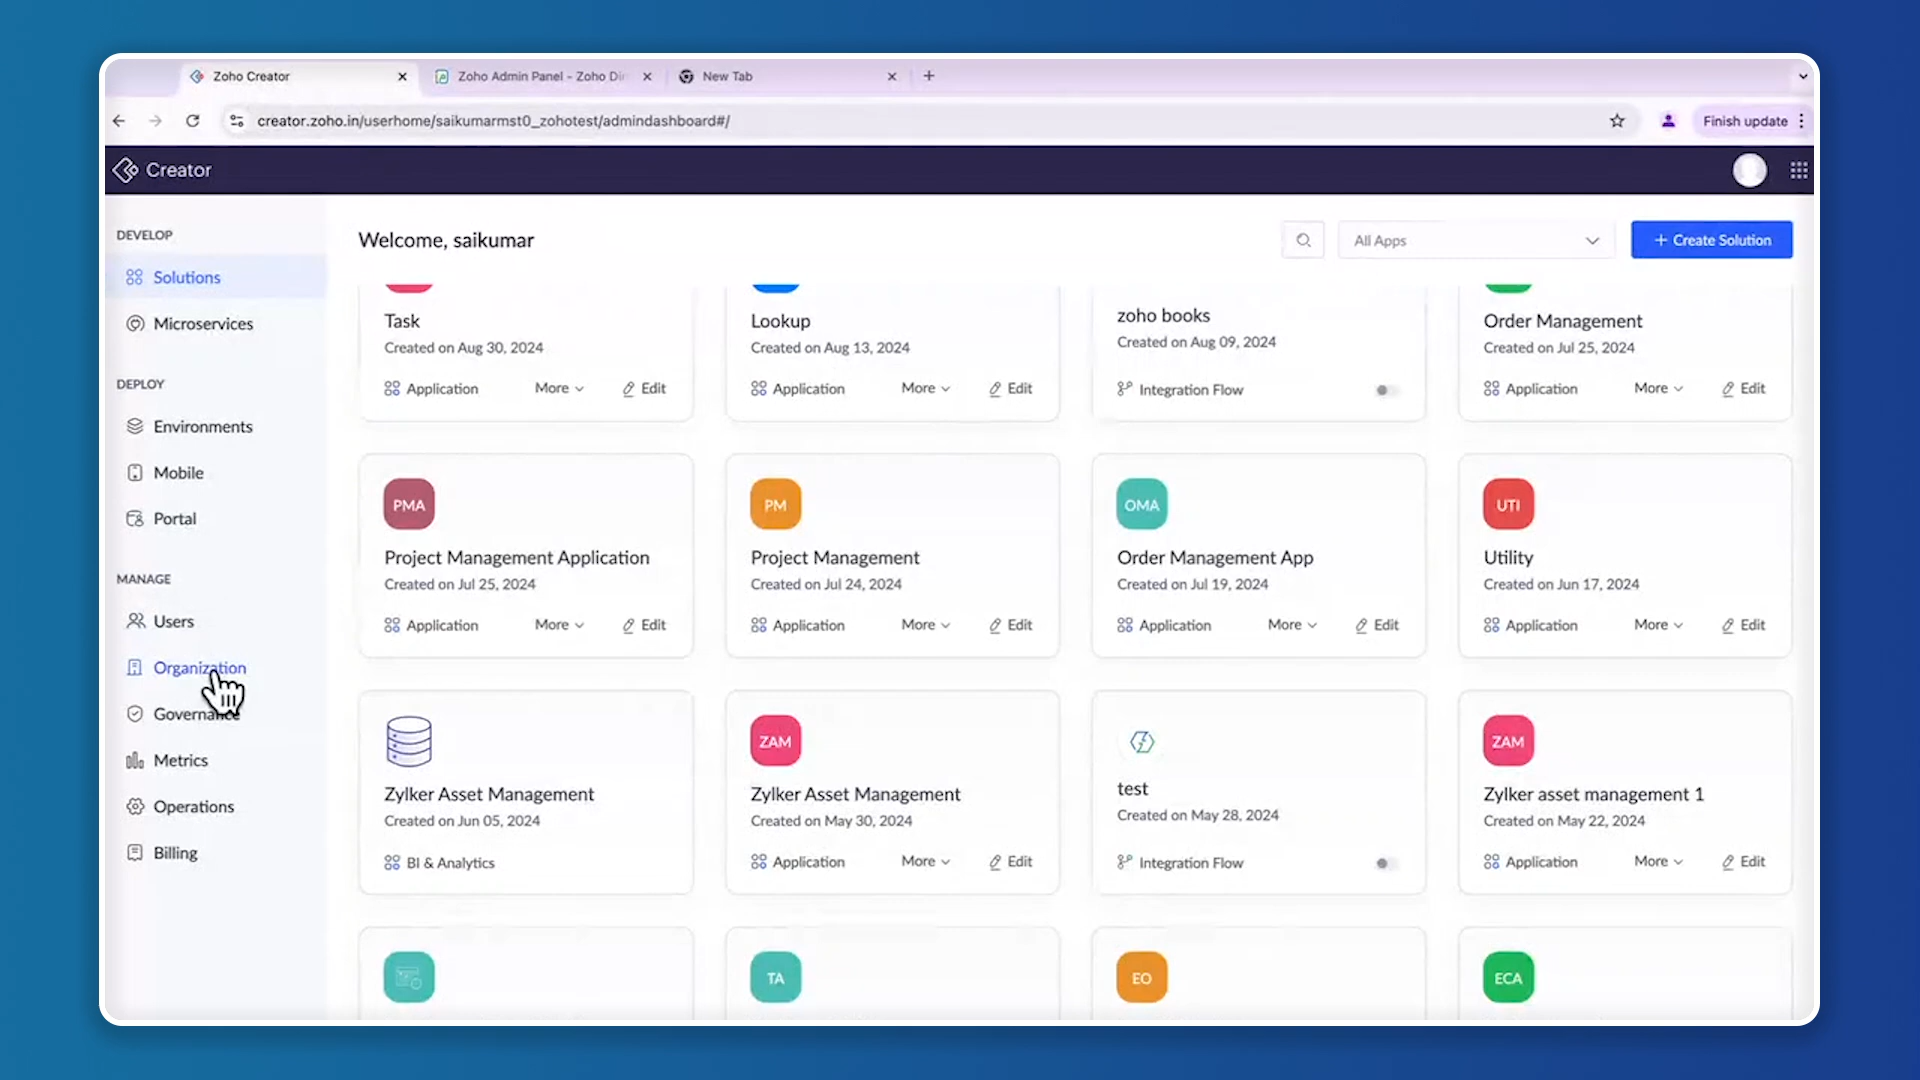 Zoho Creator
Zoho Admin Panel - Zoho Dir
New Tab
creator.zoho.in/userhome/saikumarmst0_zohotest/admindashboard#/
Finish update
Creator
DEVELOP
Solutions
Microservices
DEPLOY
Environments
Mobile
Portal
MANAGE
Users
Organization
Governance
Metrics
Operations
Billing
Welcome, saikumar
All Apps
+ Create Solution
Task
Created on Aug 30, 2024
Application More Edit
Lookup
Created on Aug 13, 2024
Application More Edit
zoho books
Created on Aug 09, 2024
Integration Flow
Order Management
Created on Jul 25, 2024
Application More Edit
PMA
Project Management Application
Created on Jul 25, 2024
Application More Edit
PM
Project Management
Created on Jul 24, 2024
Application More Edit
OMA
Order Management App
Created on Jul 19, 2024
Application More Edit
UTI
Utility
Created on Jun 17, 2024
Application More Edit
Zylker Asset Management
Created on Jun 05, 2024
BI & Analytics
ZAM
Zylker Asset Management
Created on May 30, 2024
Application More Edit
test
Created on May 28, 2024
Integration Flow
ZAM
Zylker asset management 1
Created on May 22, 2024
Application More Edit
TA
EO
ECA